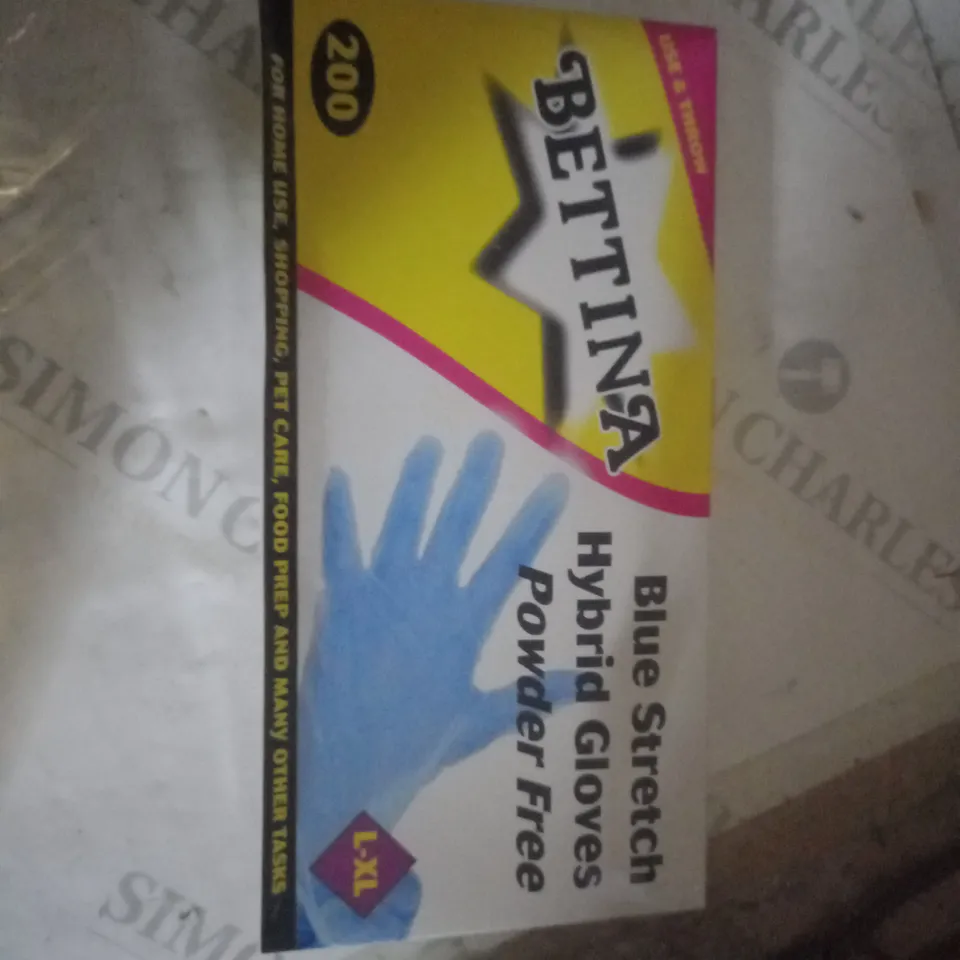 USE & THROW
BETTINA
200
Blue Stretch
Hybrid Gloves
Powder Free
L-XL
FOR HOME USE, SHOPPING, PET CARE, FOOD PREP AND MANY OTHER TASKS
CHARLES
SIMON C
CHARLES
SIMON